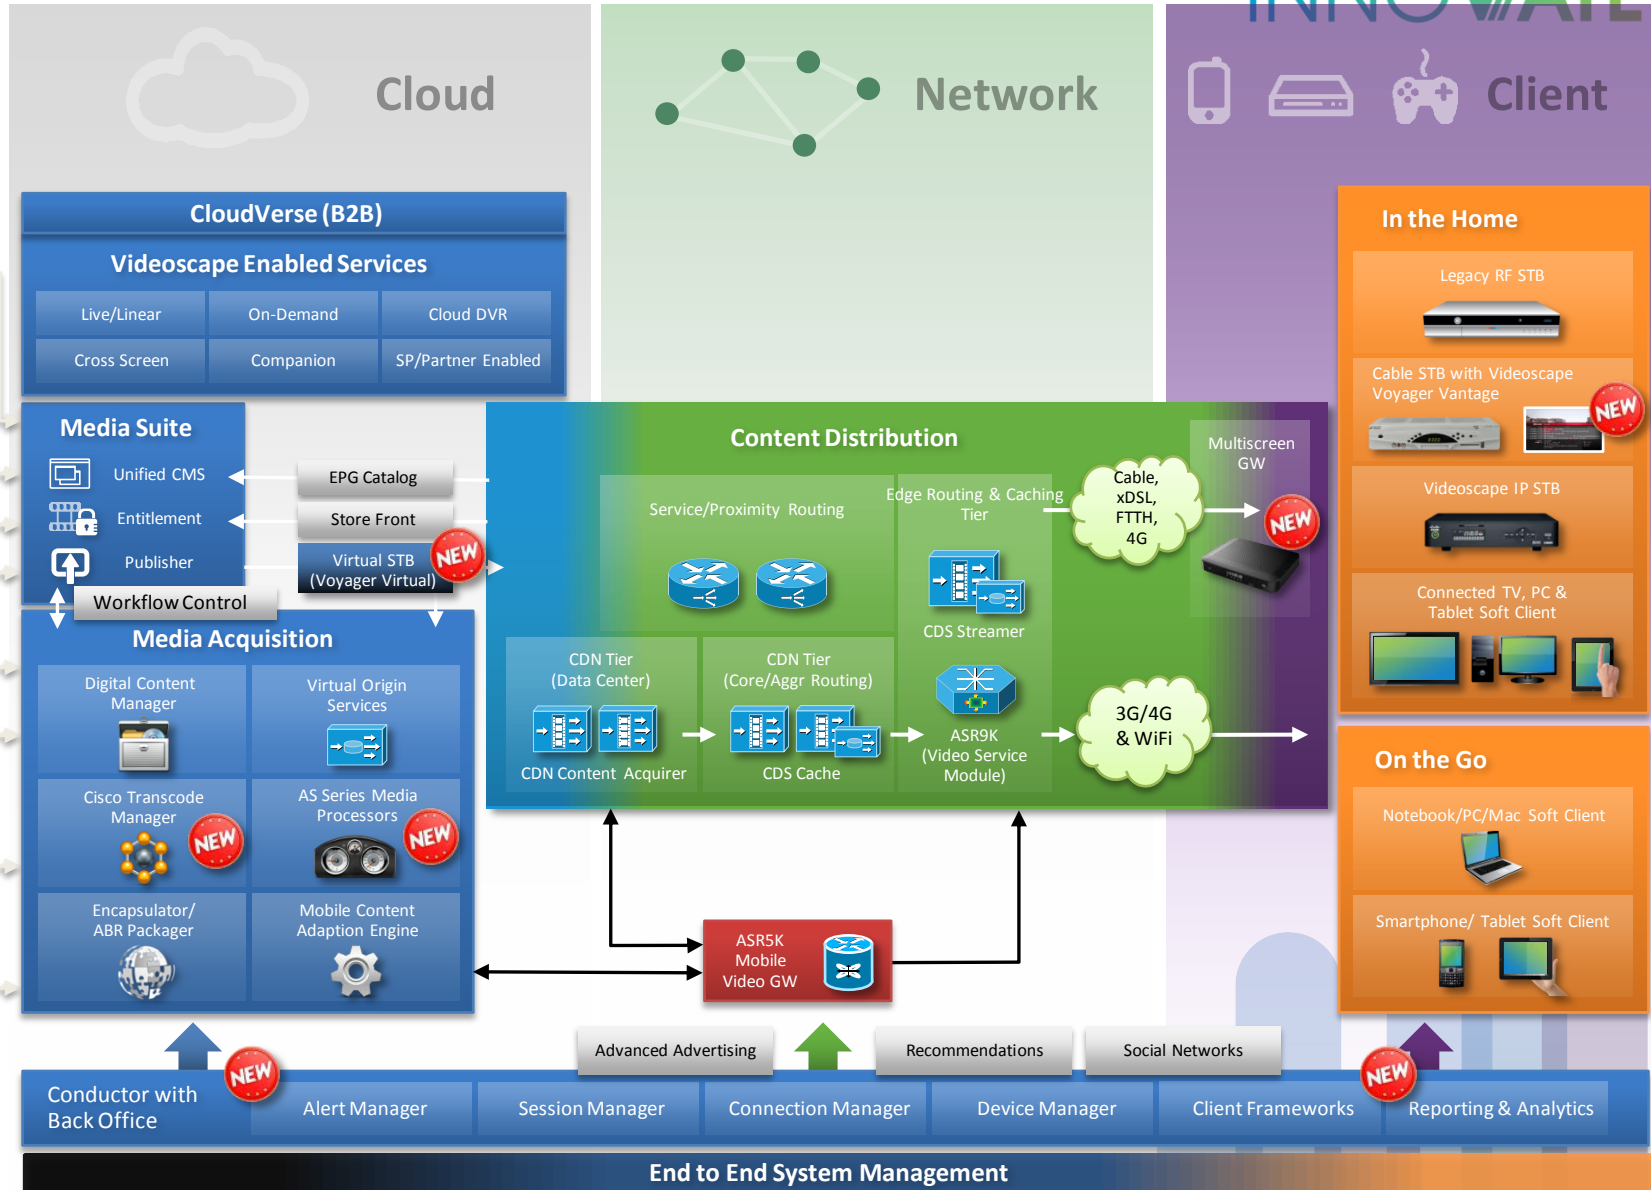 INNOVATE
Cloud
Network
Client
CloudVerse (B2B)
Videoscape Enabled Services
Live/Linear
On-Demand
Cloud DVR
Cross Screen
Companion
SP/Partner Enabled
Media Suite
Unified CMS
Entitlement
Publisher
EPG Catalog
Store Front
Virtual STB
(Voyager Virtual)
NEW
Workflow Control
Media Acquisition
Digital Content
Manager
Virtual Origin
Services
Cisco Transcode
Manager
NEW
AS Series Media
Processors
NEW
Encapsulator/
ABR Packager
Mobile Content
Adaption Engine
Content Distribution
Service/Proximity Routing
Edge Routing & Caching
Tier
CDS Streamer
CDN Tier
(Data Center)
CDN Content Acquirer
CDN Tier
(Core/Aggr Routing)
CDS Cache
ASR9K
(Video Service
Module)
Cable,
xDSL,
FTTH,
4G
3G/4G
& WiFi
Multiscreen
GW
NEW
ASR5K
Mobile
Video GW
In the Home
Legacy RF STB
Cable STB with Videoscape
Voyager Vantage
NEW
Videoscape IP STB
Connected TV, PC &
Tablet Soft Client
On the Go
Notebook/PC/Mac Soft Client
Smartphone/ Tablet Soft Client
Advanced Advertising
Recommendations
Social Networks
Conductor with
Back Office
NEW
Alert Manager
Session Manager
Connection Manager
Device Manager
Client Frameworks
NEW
Reporting & Analytics
End to End System Management